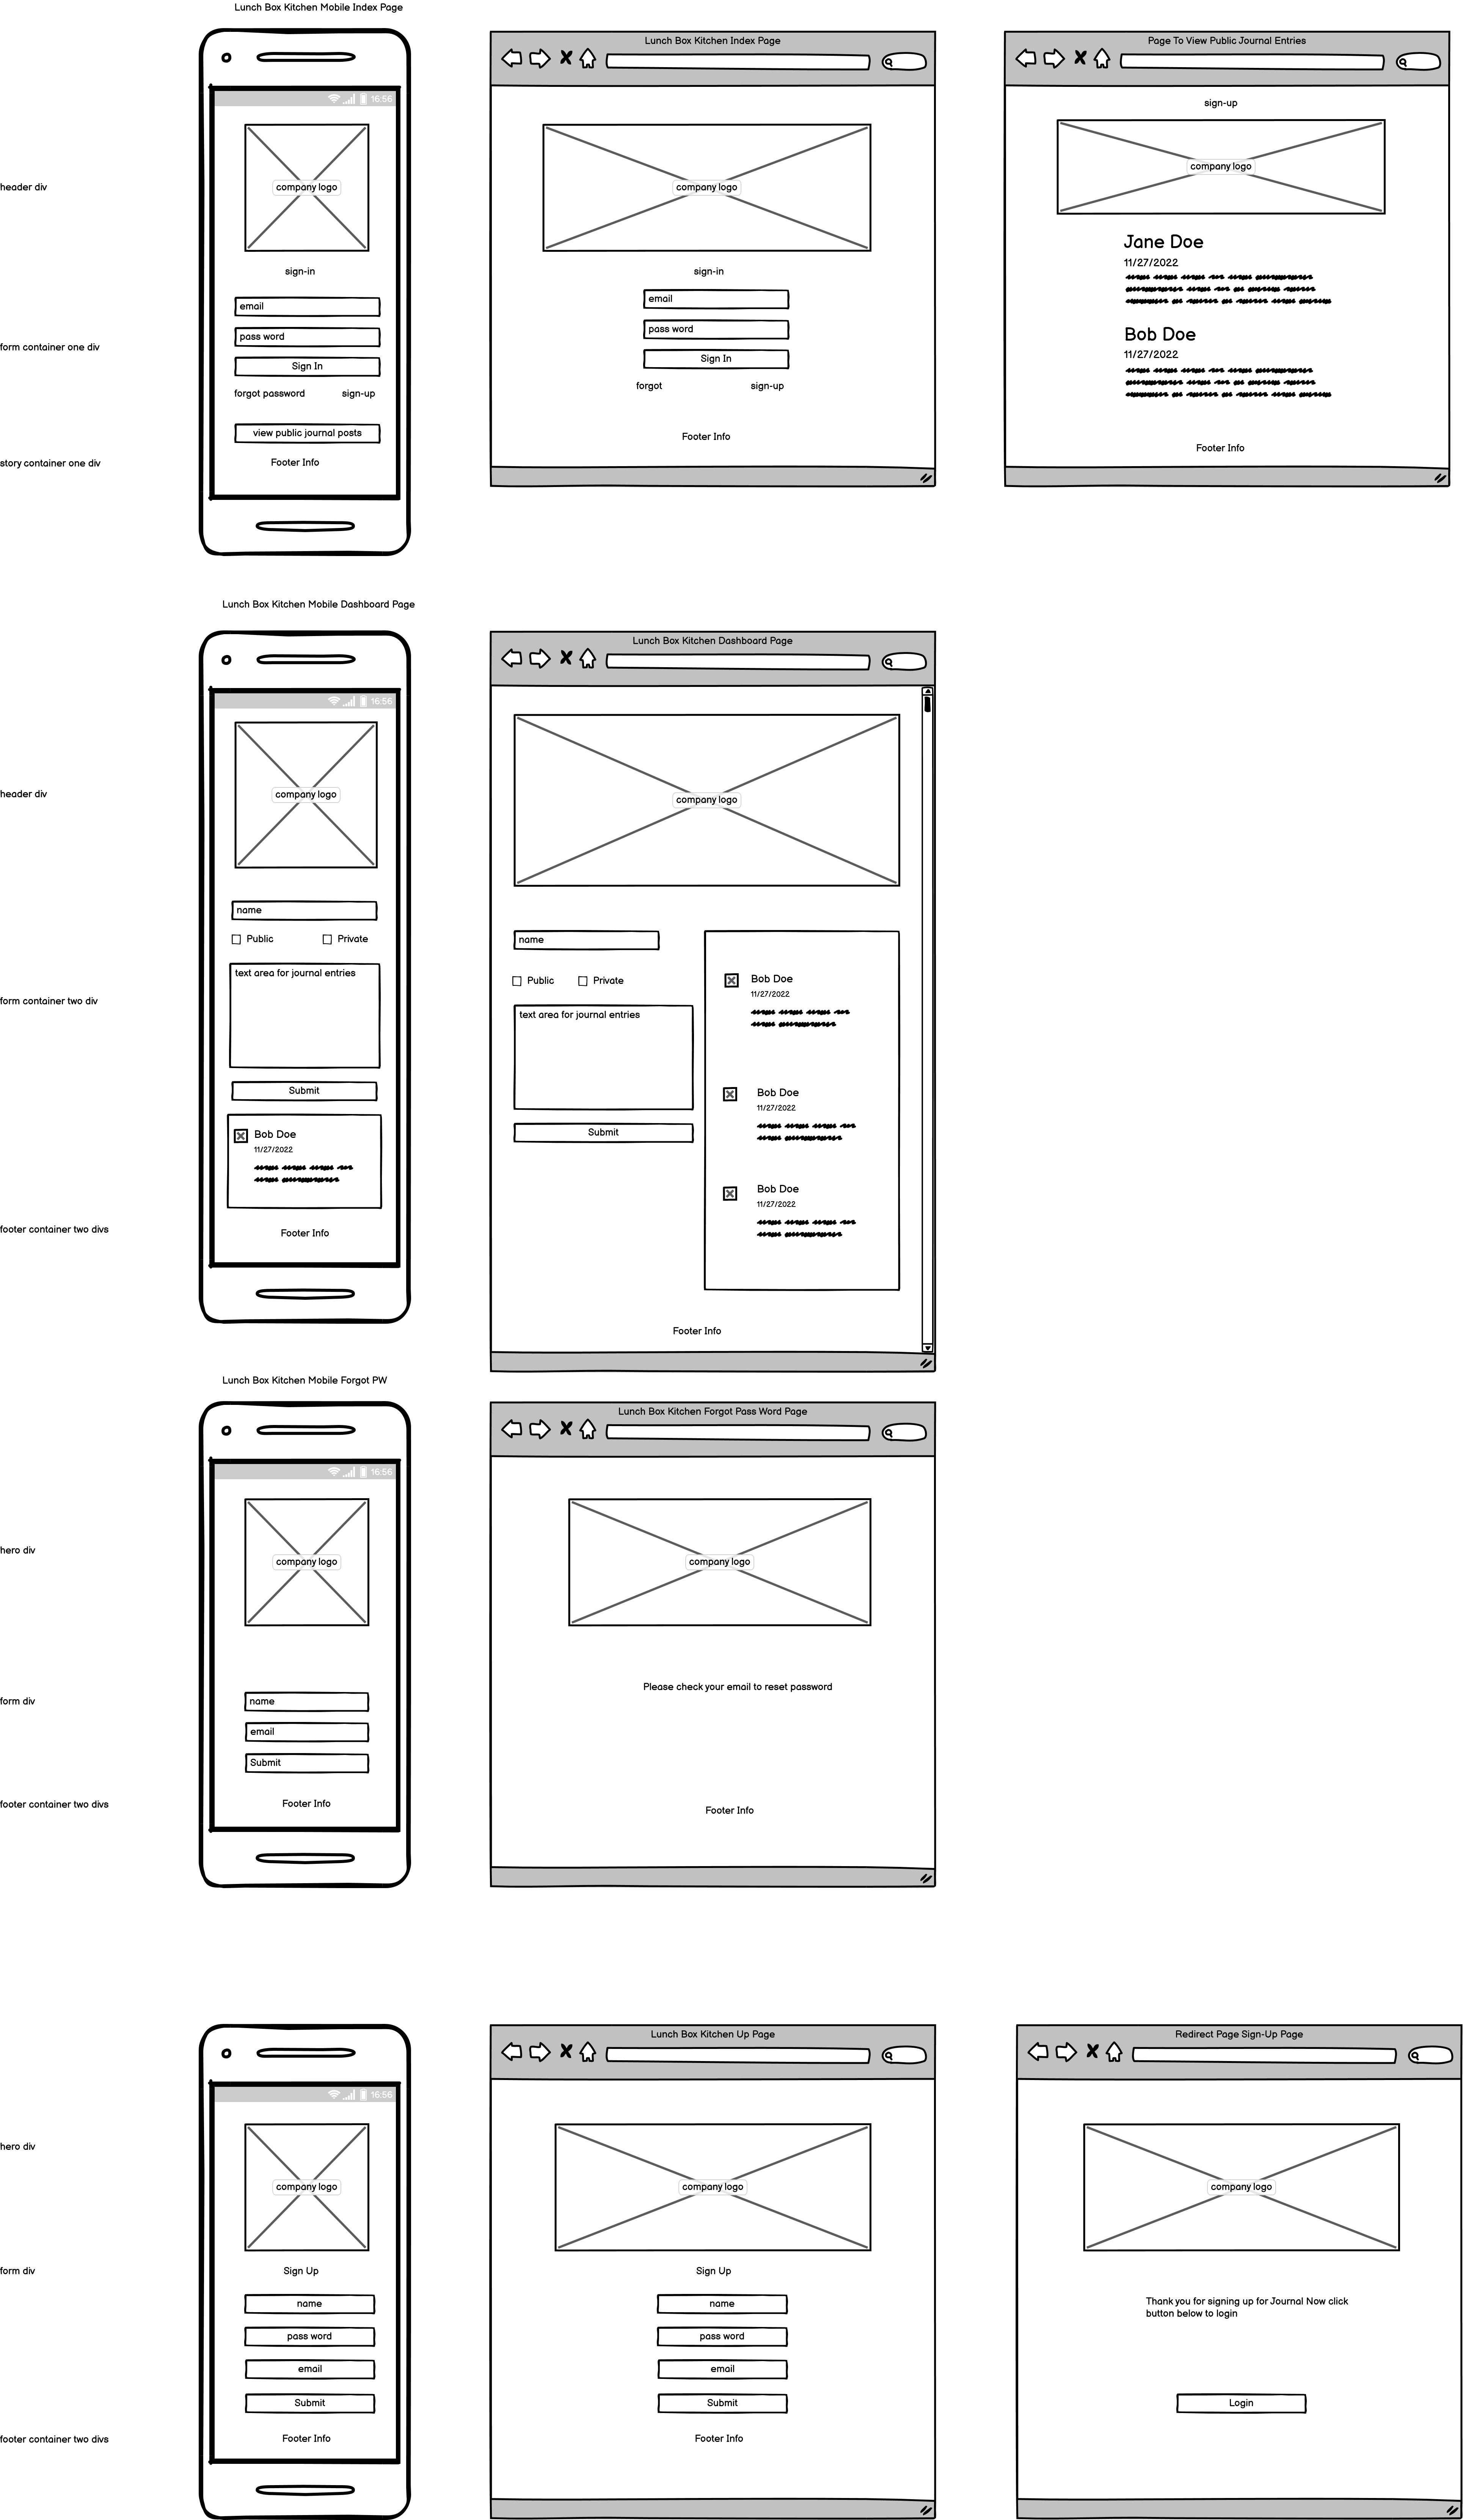 Lunch Box Kitchen Mobile Index Page
16:56
header div
company logo
sign-in
email
form container one div
pass word
Sign In
forgot password
sign-up
view public journal posts
story container one div
Footer Info
Lunch Box Kitchen Index Page
company logo
sign-in
email
pass word
Sign In
forgot
sign-up
Footer Info
Page To View Public Journal Entries
sign-up
company logo
Jane Doe
11/27/2022
Bob Doe
11/27/2022
Footer Info
Lunch Box Kitchen Mobile Dashboard Page
16:56
header div
company logo
name
Public
Private
text area for journal entries
form container two div
Submit
Bob Doe
11/27/2022
footer container two divs
Footer Info
Lunch Box Kitchen Dashboard Page
company logo
name
Public
Private
text area for journal entries
Submit
Bob Doe
11/27/2022
Bob Doe
11/27/2022
Bob Doe
11/27/2022
Footer Info
Lunch Box Kitchen Mobile Forgot PW
16:56
hero div
company logo
form div
name
email
Submit
footer container two divs
Footer Info
Lunch Box Kitchen Forgot Pass Word Page
company logo
Please check your email to reset password
Footer Info
16:56
hero div
company logo
form div
Sign Up
name
pass word
email
Submit
footer container two divs
Footer Info
Lunch Box Kitchen Up Page
company logo
Sign Up
name
pass word
email
Submit
Footer Info
Redirect Page Sign-Up Page
company logo
Thank you for signing up for Journal Now click
button below to login
Login